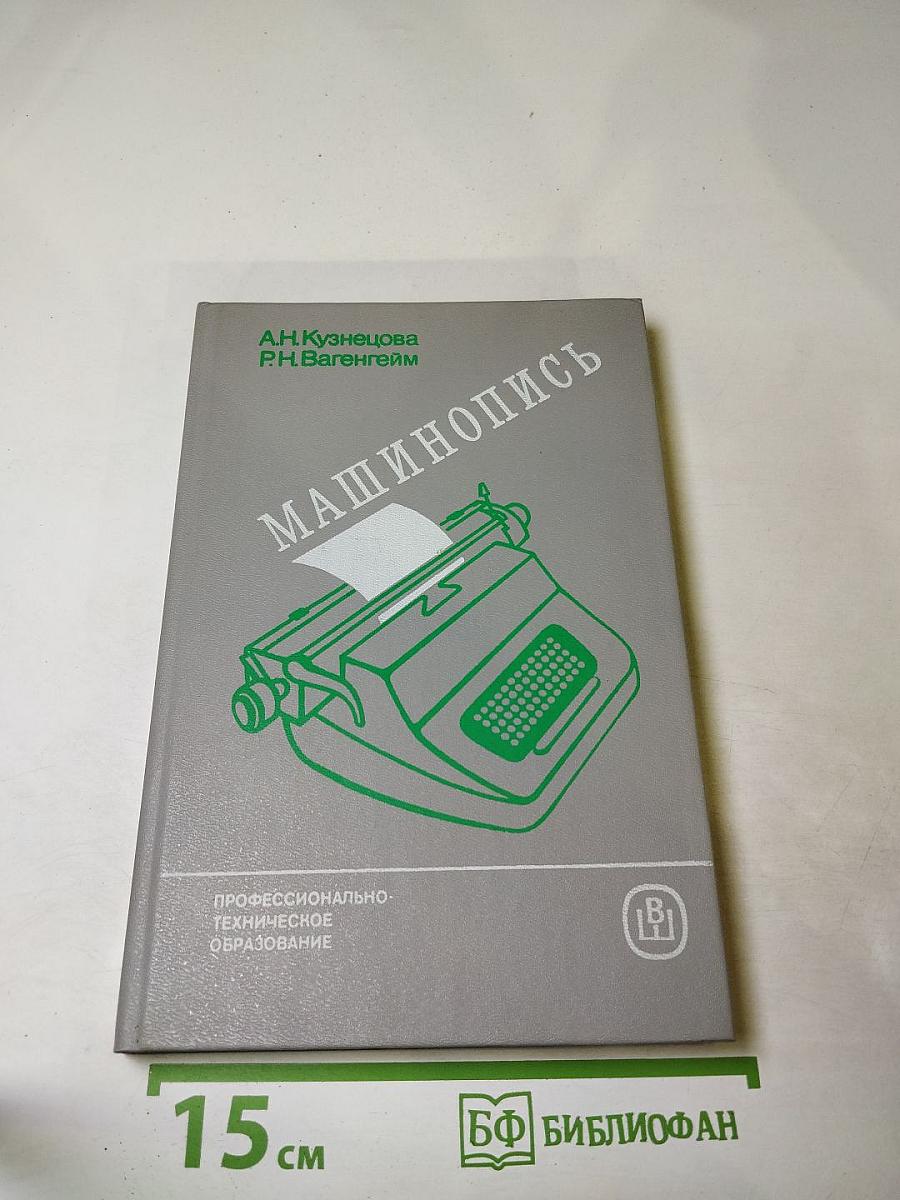 А.Н.Кузнецова
Р.Н.Вагенгейм
МАШИНОПИСЬ
ПРОФЕССИОНАЛЬНО-
ТЕХНИЧЕСКОЕ
ОБРАЗОВАНИЕ
ВШ
15 см
БФ БИБЛИОФАН